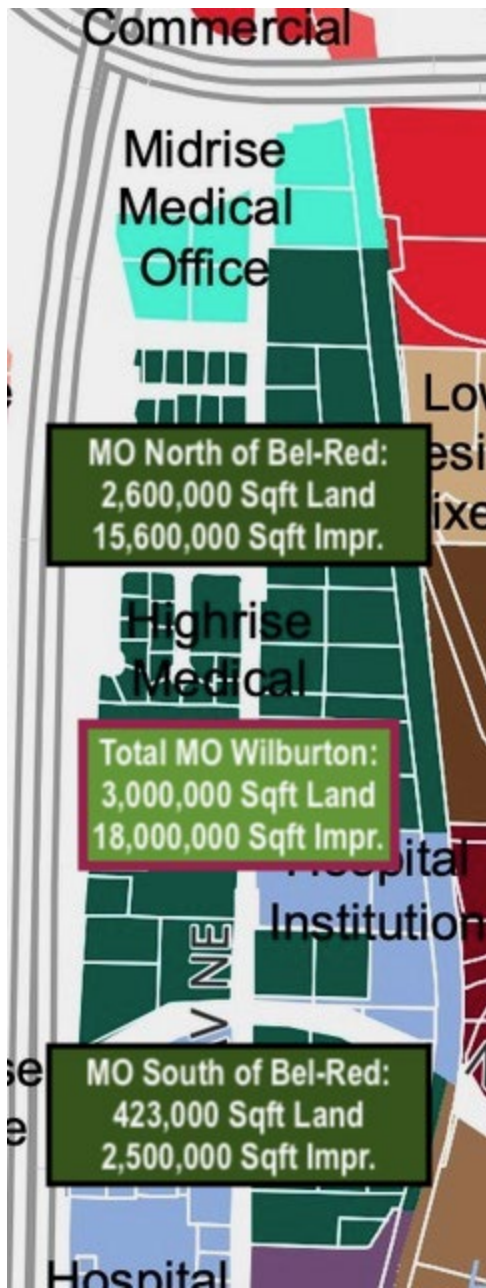 Commercial
Midrise
Medical
Office
MO North of Bel-Red:
2,600,000 Sqft Land
15,600,000 Sqft Impr.
Highrise
Medical
Total MO Wilburton:
3,000,000 Sqft Land
18,000,000 Sqft Impr.
Hospital
Institution
V NE
MO South of Bel-Red:
423,000 Sqft Land
2,500,000 Sqft Impr.
Hospital